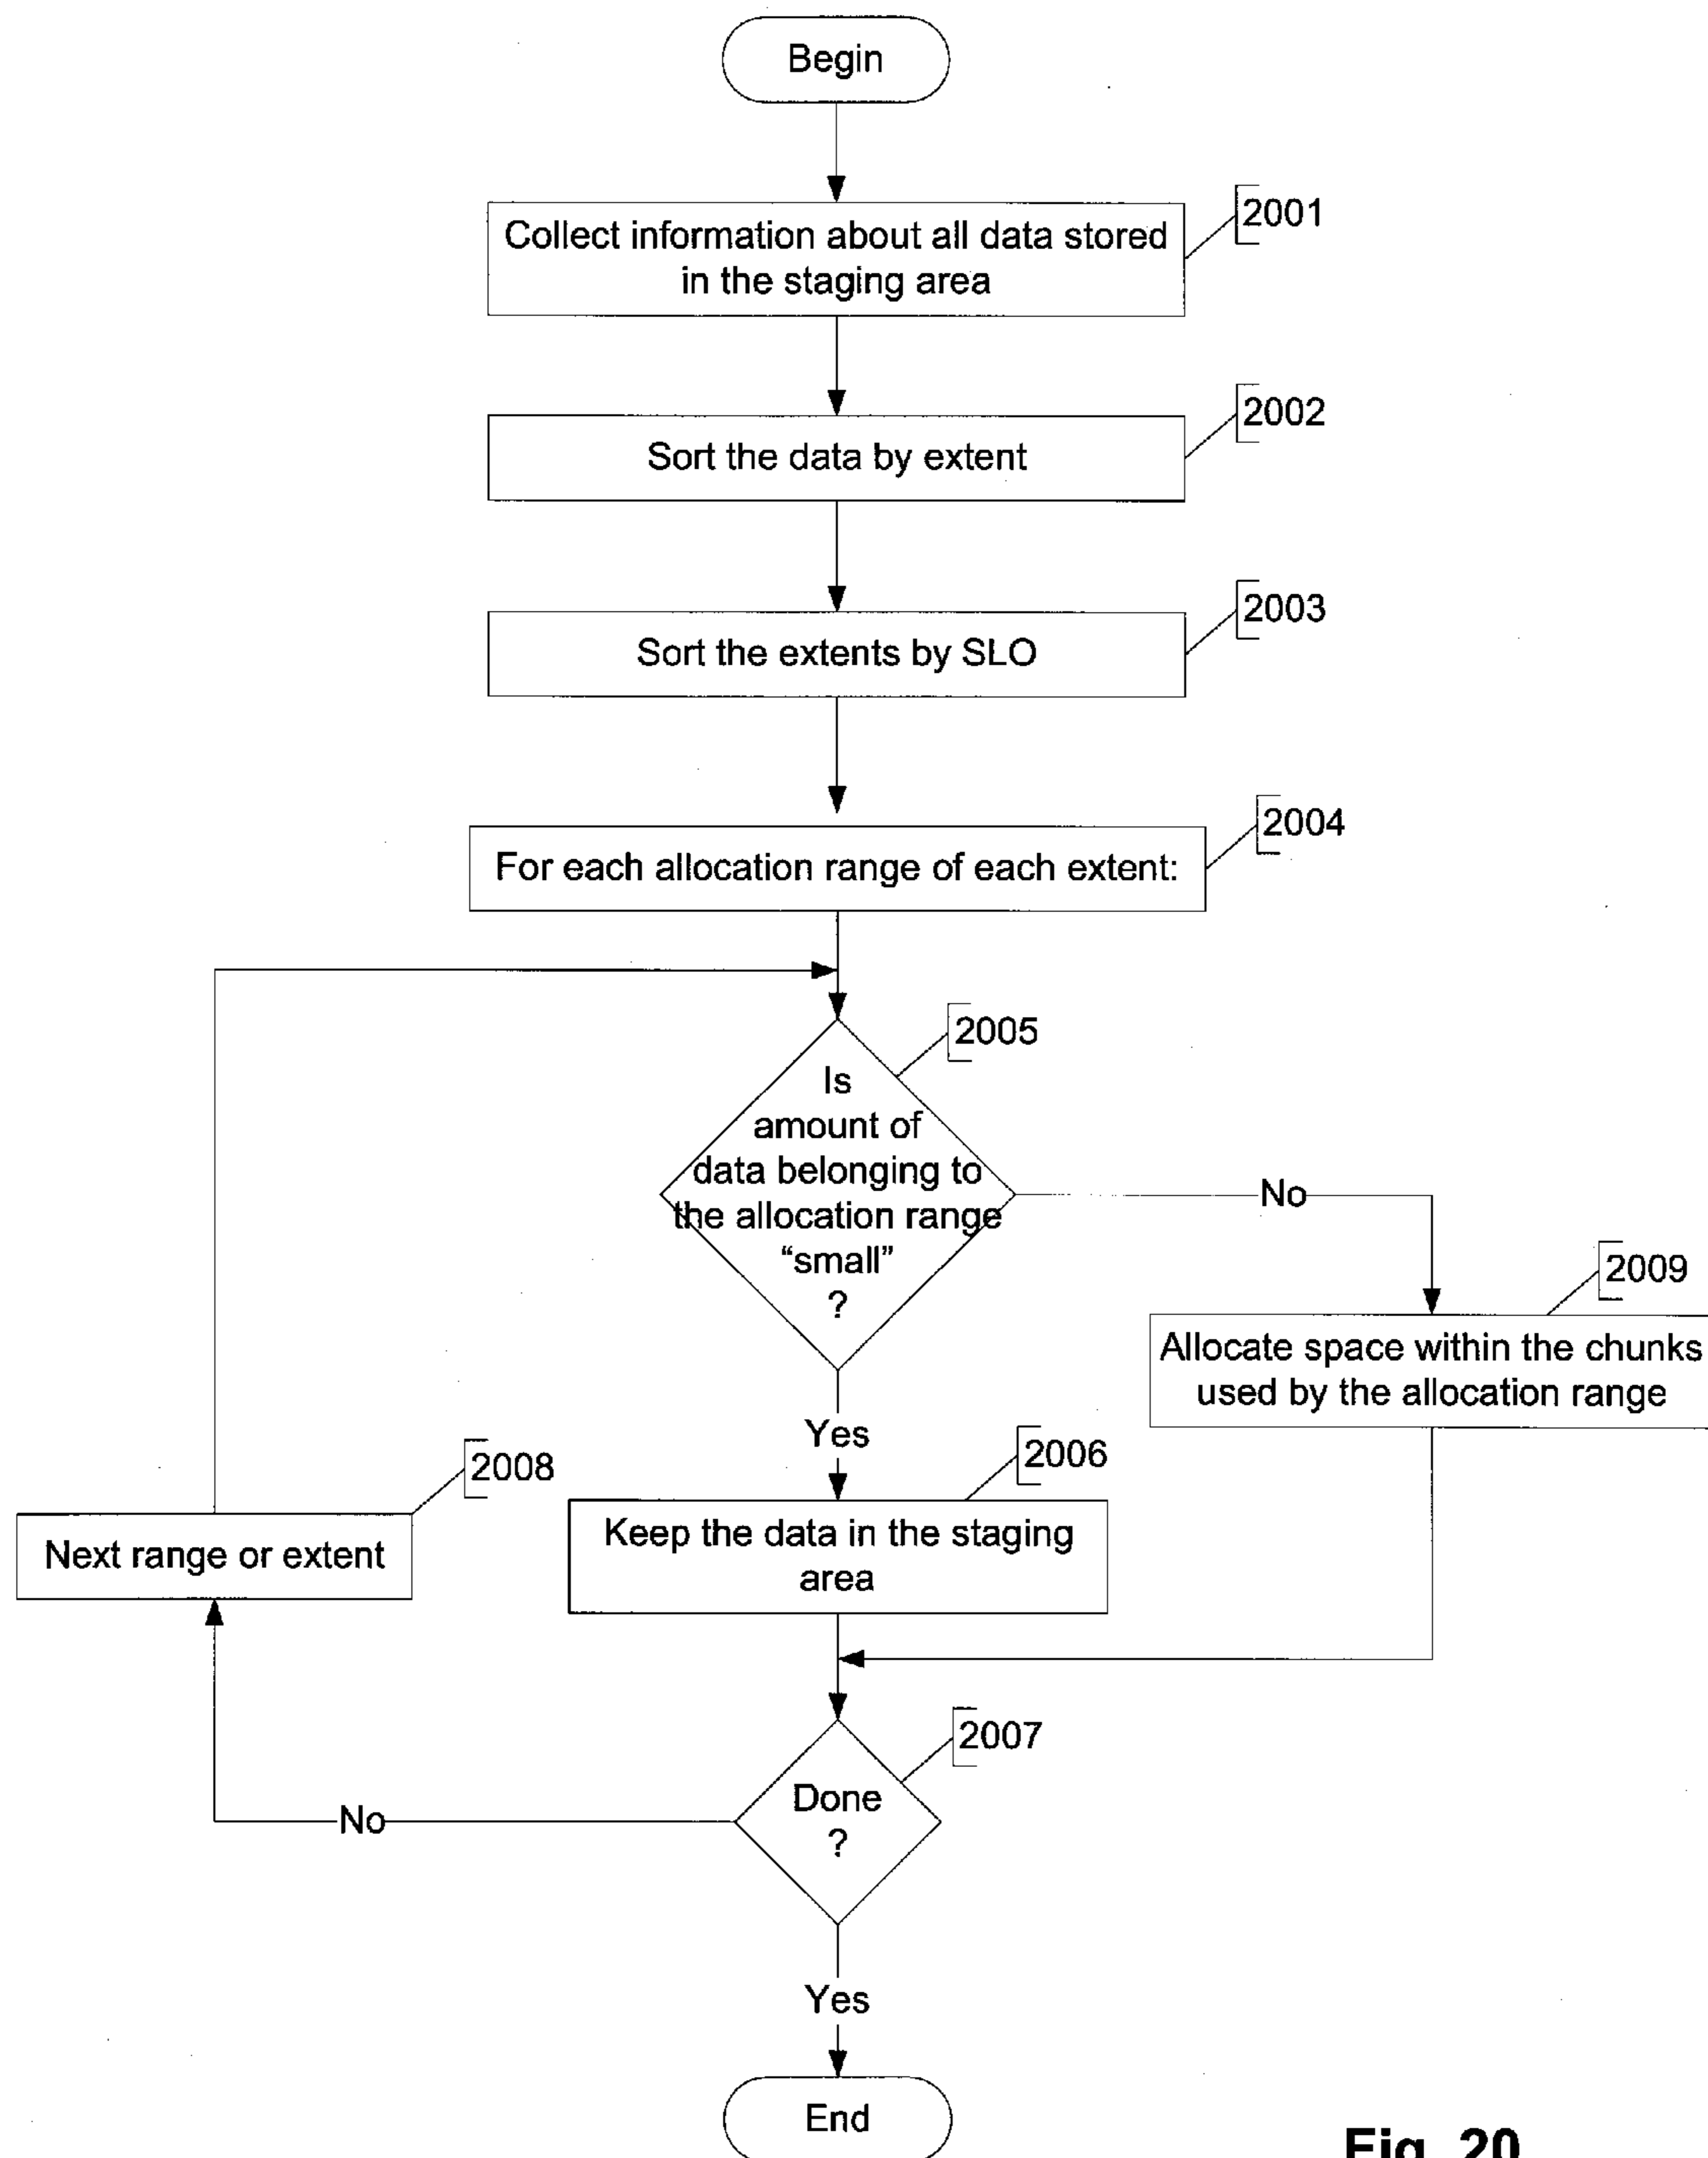 Begin
2001
Collect information about all data stored
in the staging area
2002
Sort the data by extent
2003
Sort the extents by SLO
2004
For each allocation range of each extent:
2005
Is
amount of
data belonging to
the allocation range
“small”
?
No
2009
Allocate space within the chunks
used by the allocation range
Yes
2006
Keep the data in the staging
area
2008
Next range or extent
2007
Done
?
No
Yes
End
Fig. 20